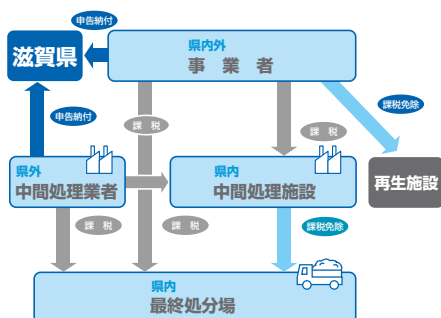 申告納付
滋賀県
県内外
事 業 者
課税免除
申告納付
課 税
課 税
県外
中間処理業者
県内
中間処理施設
再生施設
課 税
課 税
課税免除
県内
最終処分場